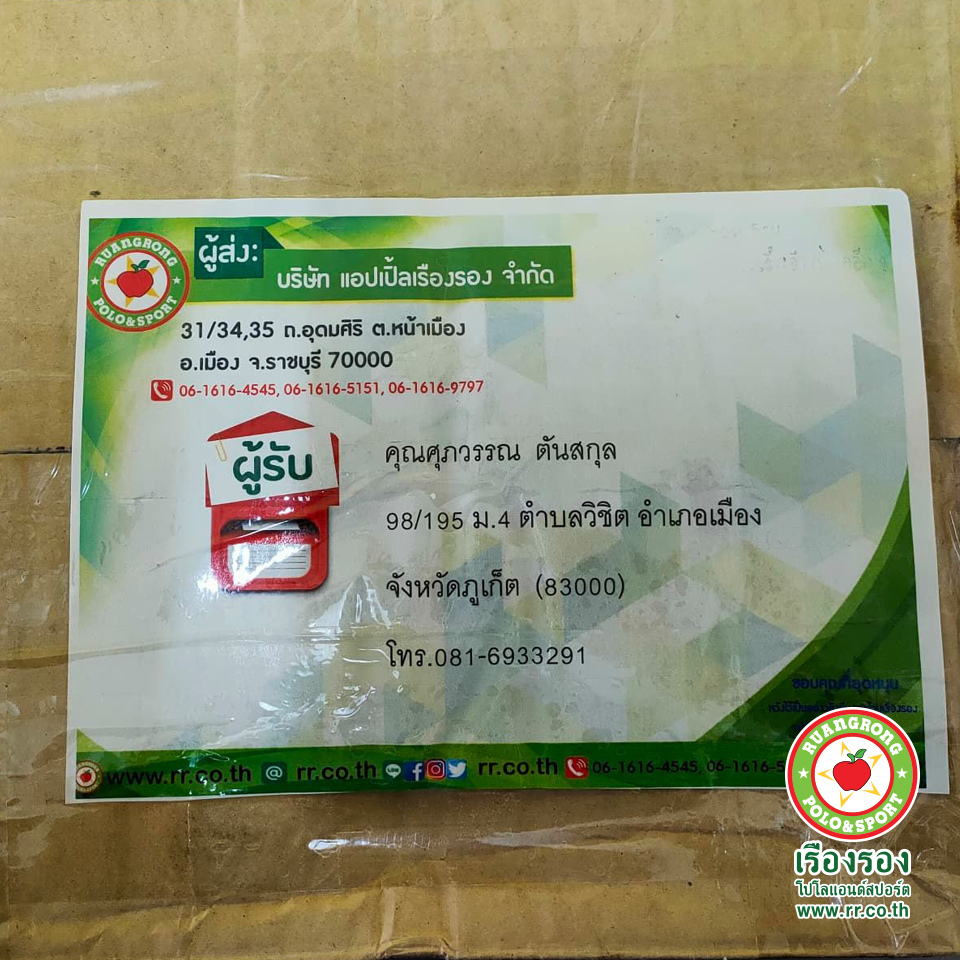 RUANGRONG
POLO&SPORT
ผู้ส่ง:
บริษัท แอปเปิ้ลเรืองรอง จำกัด
31/34,35 ถ.อุดมศิริ ต.หน้าเมือง
อ.เมือง จ.ราชบุรี 70000
06-1616-4545, 06-1616-5151, 06-1616-9797
ผู้รับ
คุณศุภวรรณ ตันสกุล
98/195 ม.4 ตำบลวิชิต อำเภอเมือง
จังหวัดภูเก็ต (83000)
โทร.081-6933291
ขอบคุณที่อุดหนุน
www.rr.co.th @ rr.co.th rr.co.th 06-1616-4545, 06-1616-5
RUANGRONG
POLO&SPORT
เรืองรอง
โปโลแอนด์สปอร์ต
www.rr.co.th